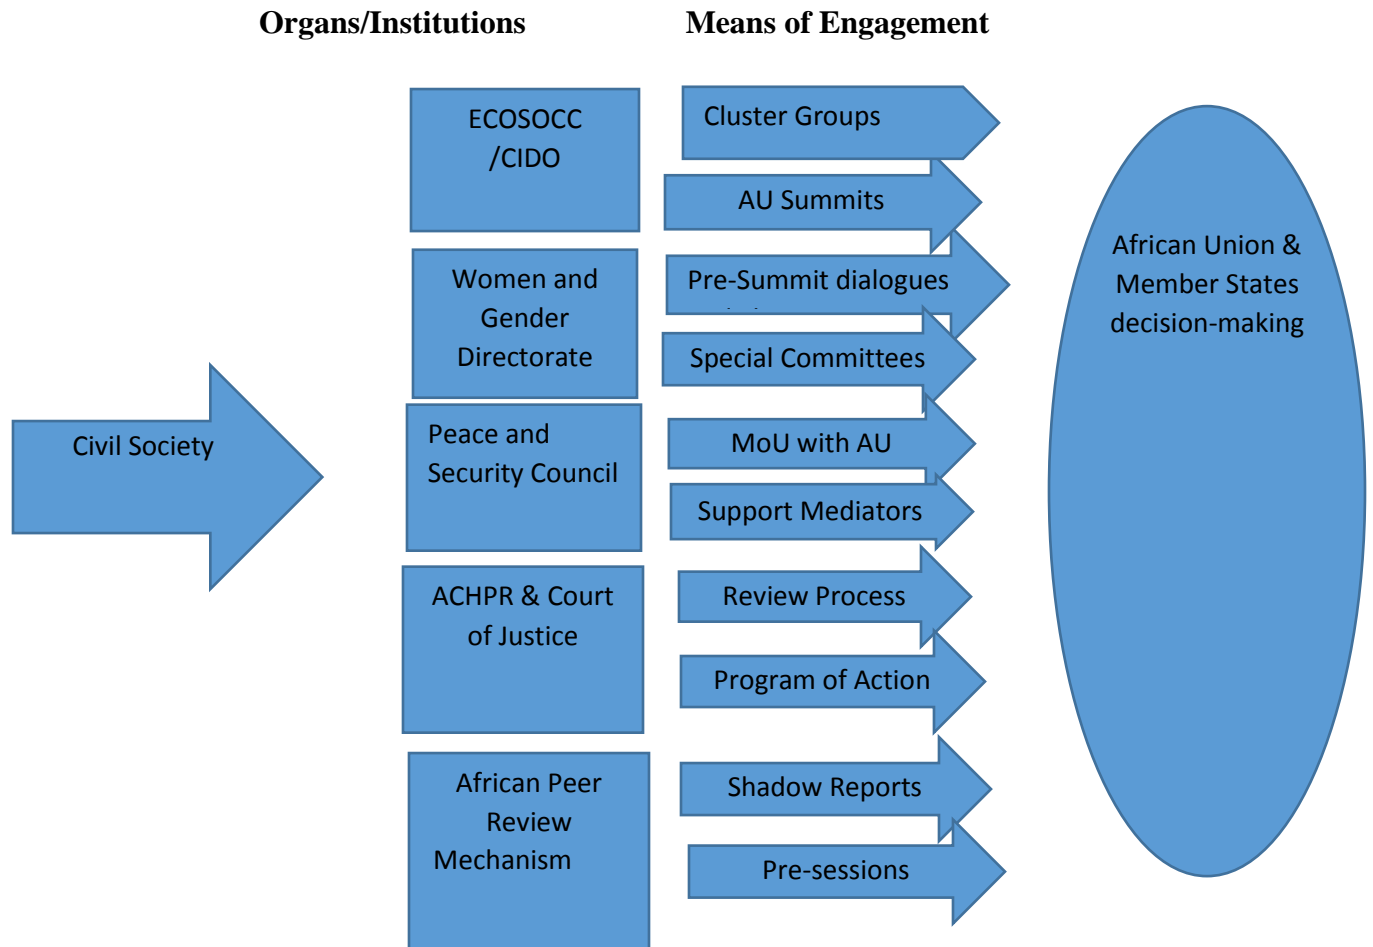 Organs/Institutions
Means of Engagement
Civil Society
ECOSOCC
/CIDO
Women and
Gender
Directorate
Peace and
Security Council
ACHPR & Court
of Justice
African Peer
Review
Mechanism
Cluster Groups
AU Summits
Pre-Summit dialogues
Special Committees
MoU with AU
Support Mediators
Review Process
Program of Action
Shadow Reports
Pre-sessions
African Union &
Member States
decision-making